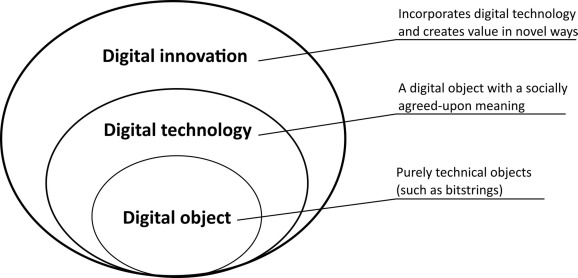 Incorporates digital technology
and creates value in novel ways
Digital innovation
A digital object with a socially
agreed-upon meaning
Digital technology
Purely technical objects
(such as bitstrings)
Digital object